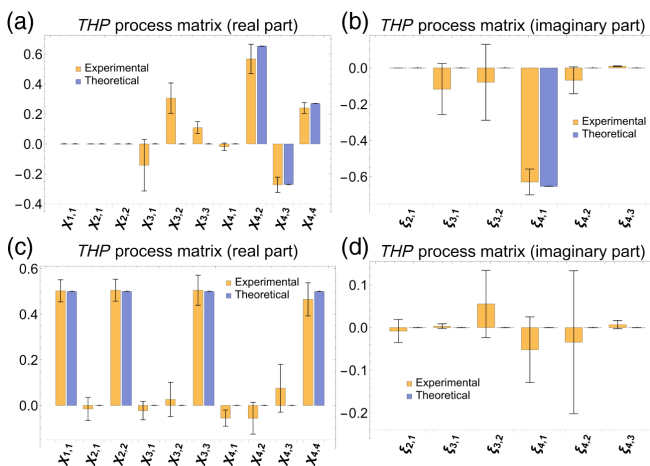 (a)
THP process matrix (real part)
0.6
0.4
0.2
0.0
−0.2
−0.4
Experimental
Theoretical
χ1,1 χ2,1 χ2,2 χ3,1 χ3,2 χ3,3 χ4,1 χ4,2 χ4,3 χ4,4
(b)
THP process matrix (imaginary part)
0.0
−0.2
−0.4
−0.6
Experimental
Theoretical
ξ2,1 ξ3,1 ξ3,2 ξ4,1 ξ4,2 ξ4,3
(c)
THP process matrix (real part)
0.6
0.4
0.2
0.0
Experimental
Theoretical
χ1,1 χ2,1 χ2,2 χ3,1 χ3,2 χ3,3 χ4,1 χ4,2 χ4,3 χ4,4
(d)
THP process matrix (imaginary part)
0.1
0.0
−0.1
−0.2
Experimental
Theoretical
ξ2,1 ξ3,1 ξ3,2 ξ4,1 ξ4,2 ξ4,3